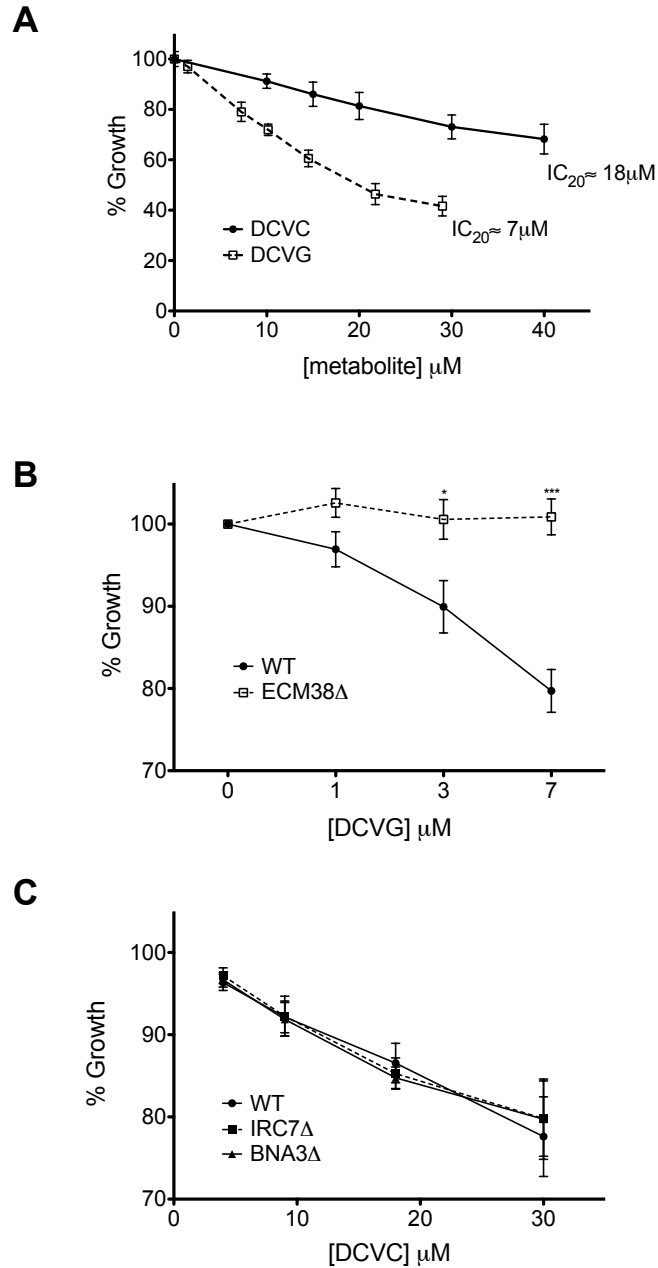 A
100
80
60
40
20
0
% Growth
DCVC
DCVG
IC20≈ 18μM
IC20≈ 7μM
0 10 20 30 40
[metabolite] μM
B
* ***
100
90
80
70
% Growth
WT
ECM38Δ
0 1 3 7
[DCVG] μM
C
100
90
80
70
% Growth
WT
IRC7Δ
BNA3Δ
0 10 20 30
[DCVC] μM